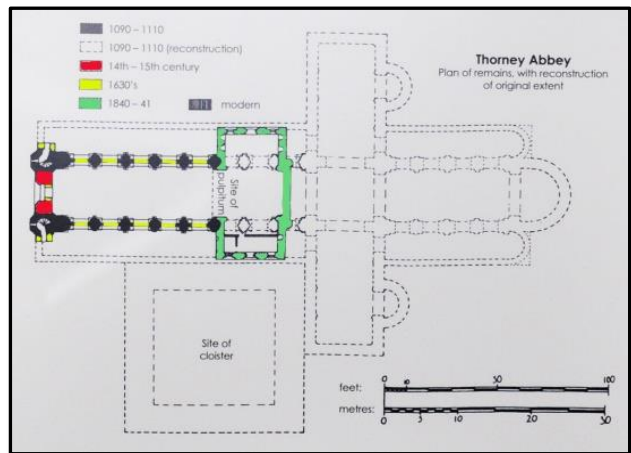 1090 – 1110
1090 – 1110 (reconstruction)
14th – 15th century
1630's
1840 – 41
modern
Thorney Abbey
Plan of remains, with reconstruction
of original extent
Site of
pulpitum
Site of
cloister
feet:
0 10 50 100
metres:
0 5 10 20 30